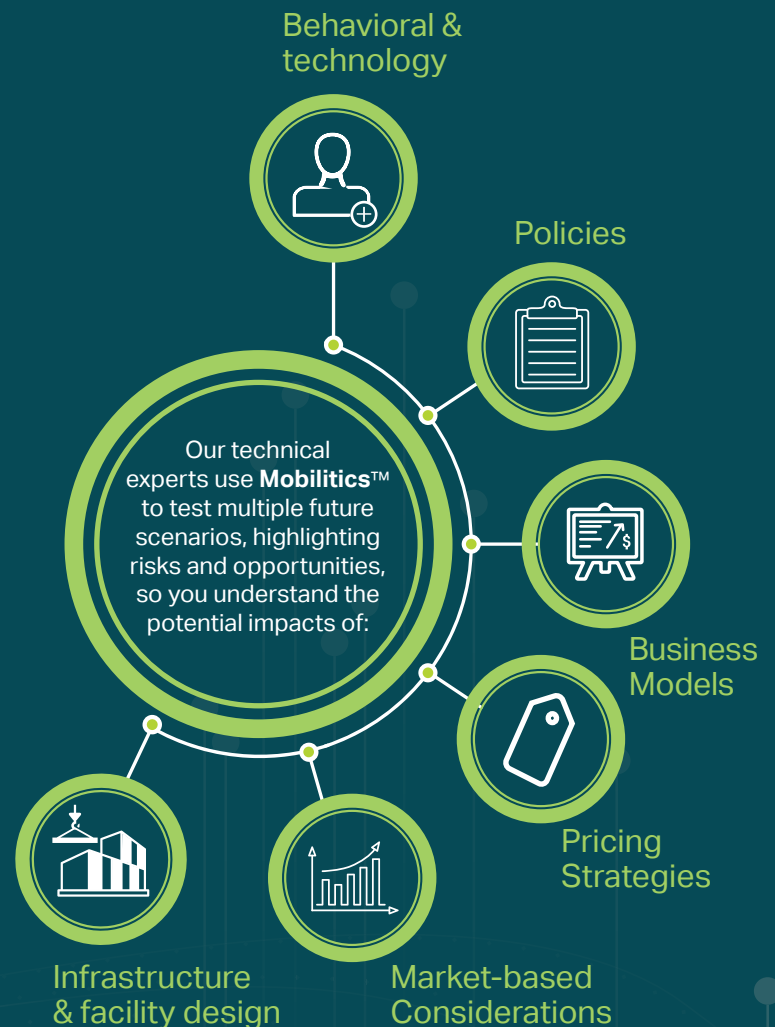 Behavioral &
technology
Policies
Our technical
experts use Mobilitics™
to test multiple future
scenarios, highlighting
risks and opportunities,
so you understand the
potential impacts of:
$
Business
Models
Pricing
Strategies
Infrastructure
& facility design
Market-based
Considerations